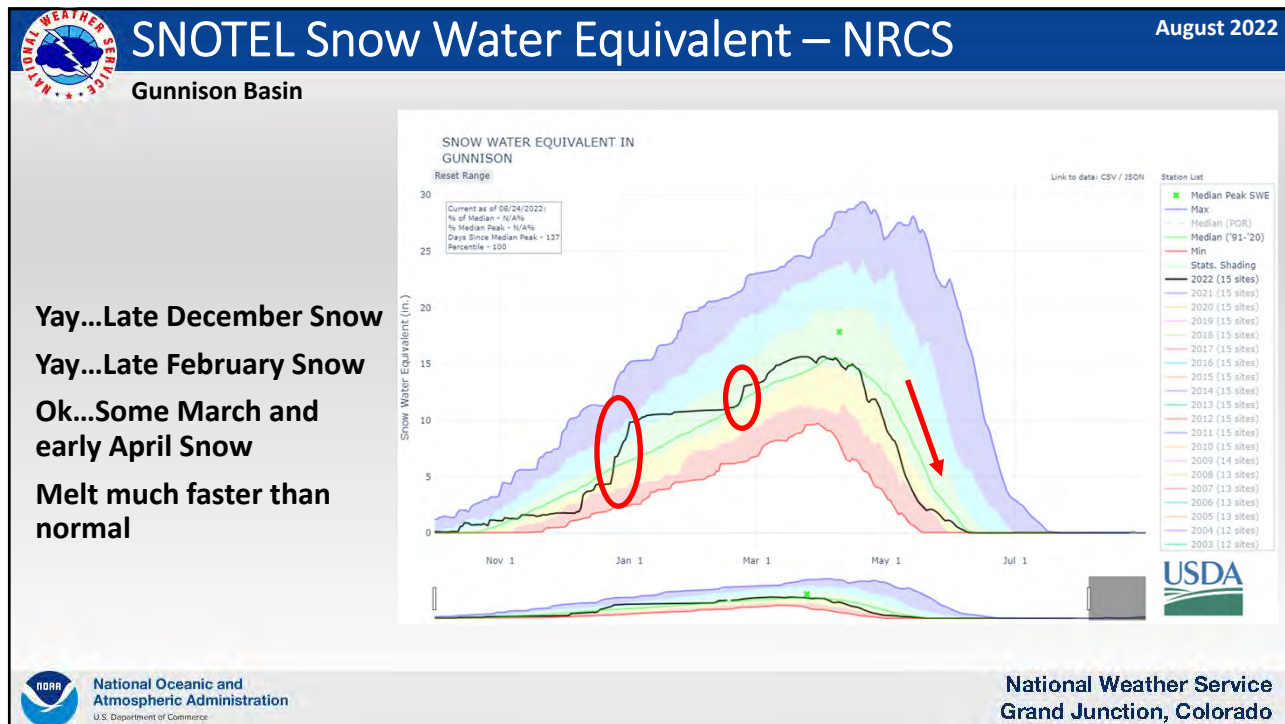 NATIONAL WEATHER SERVICE
SNOTEL Snow Water Equivalent – NRCS
August 2022
Gunnison Basin
Yay...Late December Snow
Yay...Late February Snow
Ok...Some March and
early April Snow
Melt much faster than
normal
SNOW WATER EQUIVALENT IN
GUNNISON
Reset Range
Link to data: CSV / JSON
Station List
Current as of 08/24/2022:
% of Median - N/A%
% Median Peak - N/A%
Days Since Median Peak - 137
Percentile - 100
Snow Water Equivalent (in.)
30
25
20
15
10
5
0
Nov 1
Jan 1
Mar 1
May 1
Jul 1
Median Peak SWE
Max
Median (POR)
Median ('91-'20)
Min
Stats. Shading
2022 (15 sites)
2021 (15 sites)
2020 (15 sites)
2019 (15 sites)
2018 (15 sites)
2017 (15 sites)
2016 (15 sites)
2015 (15 sites)
2014 (15 sites)
2013 (15 sites)
2012 (15 sites)
2011 (15 sites)
2010 (15 sites)
2009 (14 sites)
2008 (13 sites)
2007 (13 sites)
2006 (13 sites)
2005 (13 sites)
2004 (12 sites)
2003 (12 sites)
USDA
NOAA
National Oceanic and
Atmospheric Administration
U.S. Department of Commerce
National Weather Service
Grand Junction, Colorado